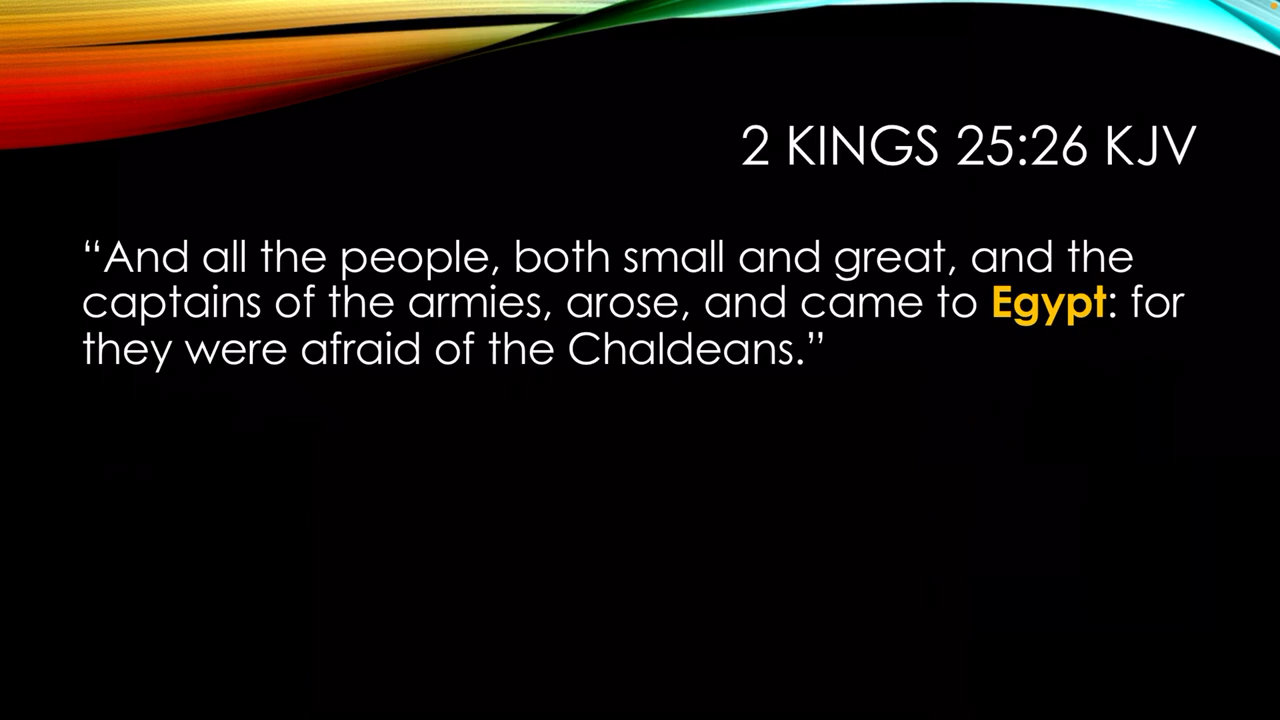 2 KINGS 25:26 KJV
“And all the people, both small and great, and the
captains of the armies, arose, and came to Egypt: for
they were afraid of the Chaldeans.”